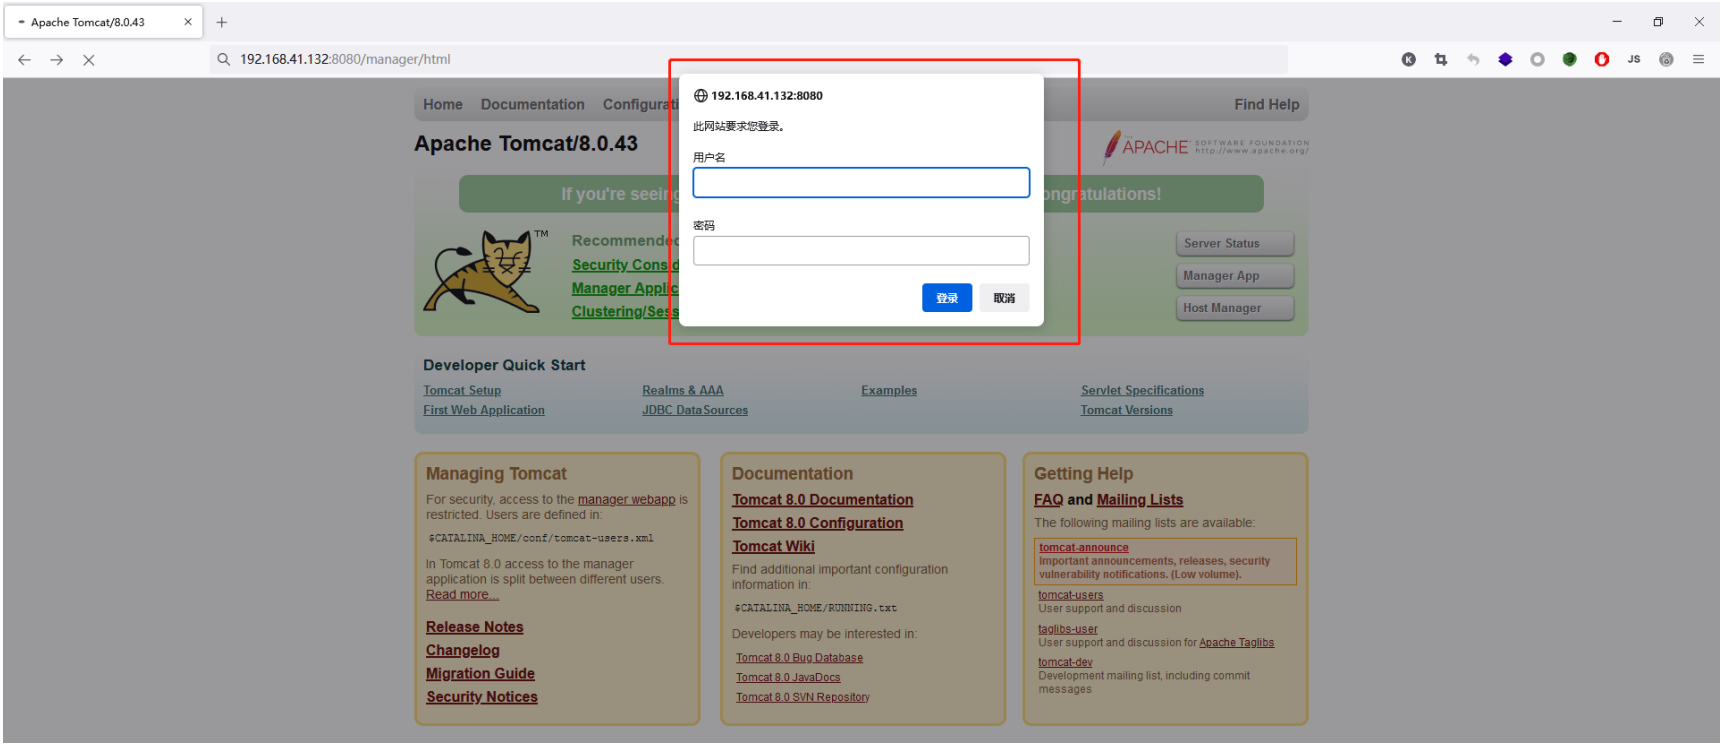 Apache Tomcat/8.0.43
192.168.41.132:8080/manager/html
JS
Home Documentation Configurati
Find Help
192.168.41.132:8080
此网站要求您登录。
用户名
密码
登录 取消
Apache Tomcat/8.0.43
THE
APACHE SOFTWARE FOUNDATION
http://www.apache.org/
If you're seeing
ongratulations!
TM
Recommended
Security Consid
Manager Applic
Clustering/Sess
Server Status
Manager App
Host Manager
Developer Quick Start
Tomcat Setup
First Web Application
Realms & AAA
JDBC DataSources
Examples
Servlet Specifications
Tomcat Versions
Managing Tomcat
For security, access to the manager webapp is
restricted. Users are defined in:
$CATALINA_HOME/conf/tomcat-users.xml
In Tomcat 8.0 access to the manager
application is split between different users.
Read more...
Release Notes
Changelog
Migration Guide
Security Notices
Documentation
Tomcat 8.0 Documentation
Tomcat 8.0 Configuration
Tomcat Wiki
Find additional important configuration
information in:
$CATALINA_HOME/RUNNING.txt
Developers may be interested in:
Tomcat 8.0 Bug Database
Tomcat 8.0 JavaDocs
Tomcat 8.0 SVN Repository
Getting Help
FAQ and Mailing Lists
The following mailing lists are available:
tomcat-announce
Important announcements, releases, security
vulnerability notifications. (Low volume).
tomcat-users
User support and discussion
taglibs-user
User support and discussion for Apache Taglibs
tomcat-dev
Development mailing list, including commit
messages